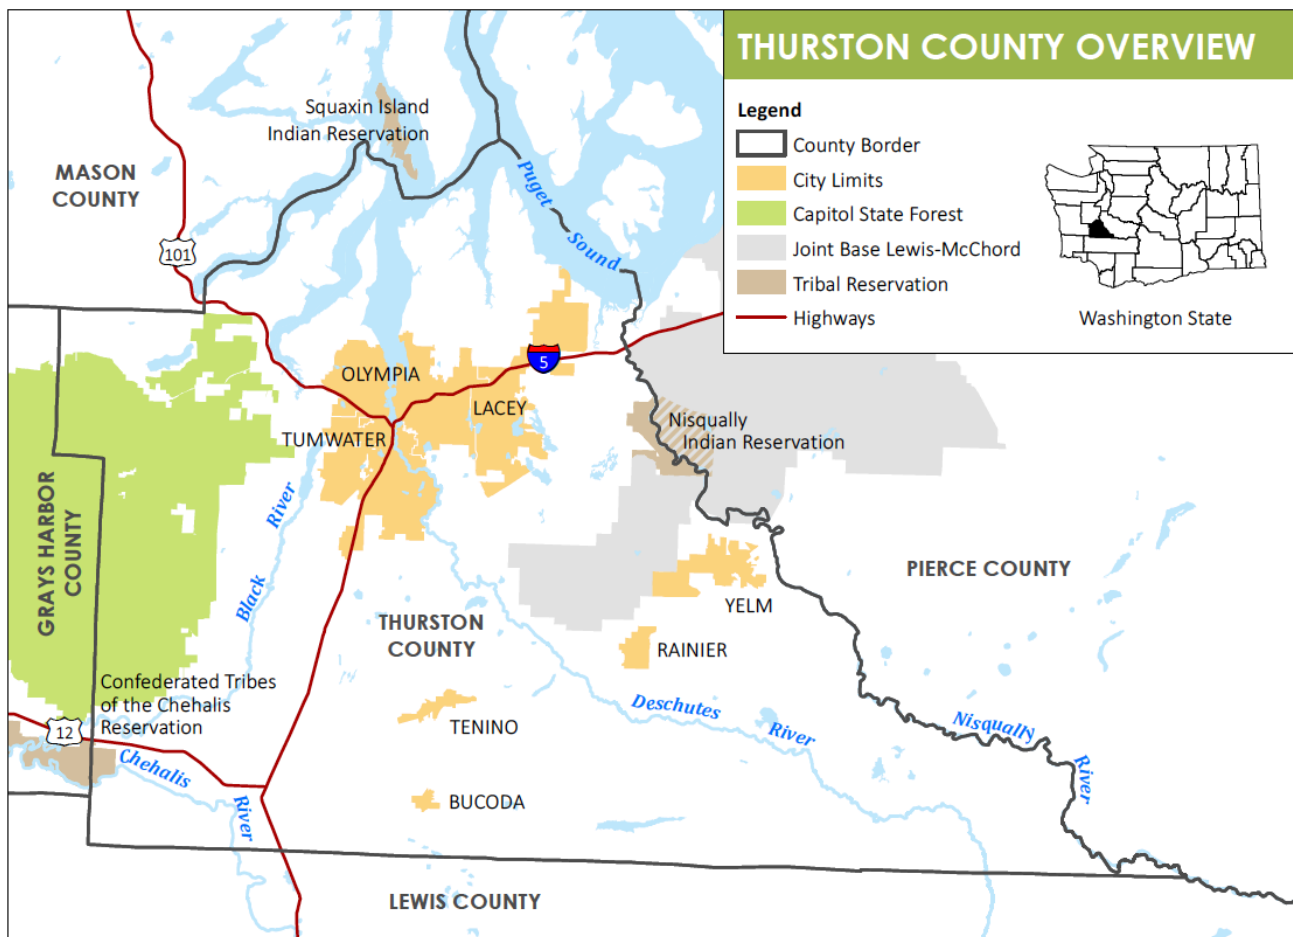 THURSTON COUNTY OVERVIEW
Legend
County Border
City Limits
Capitol State Forest
Joint Base Lewis-McChord
Tribal Reservation
Highways
Washington State
Squaxin Island
Indian Reservation
MASON
COUNTY
101
Puget
Sound
5
OLYMPIA
LACEY
TUMWATER
Nisqually
Indian Reservation
GRAYS HARBOR
COUNTY
Black
River
PIERCE COUNTY
YELM
THURSTON
COUNTY
RAINIER
Confederated Tribes
of the Chehalis
Reservation
Deschutes
River
TENINO
12
Chehalis
River
Nisqually
River
BUCODA
LEWIS COUNTY